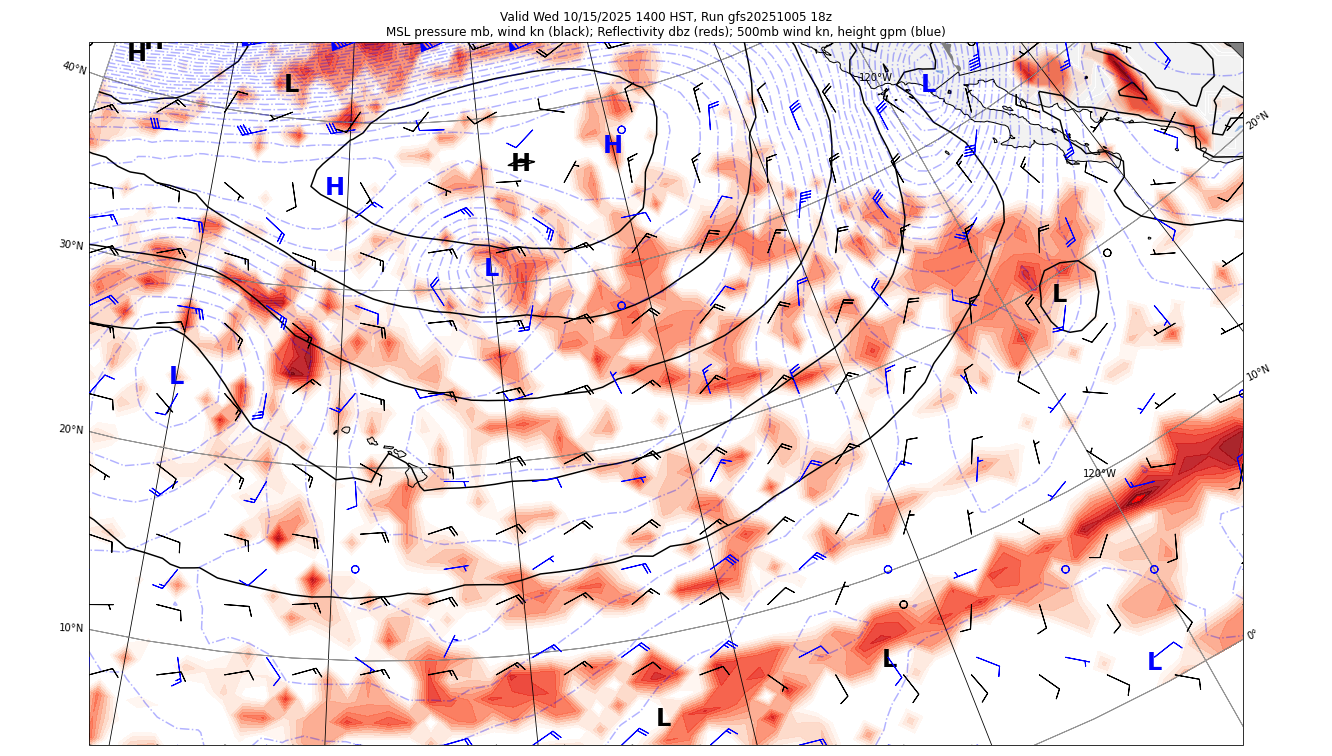 Valid Wed 10/15/2025 1400 HST, Run gfs20251005 18z
MSL pressure mb, wind kn (black); Reflectivity dbz (reds); 500mb wind kn, height gpm (blue)
H H
40°N
L
120°W
L
20°N
H
H
H
30°N
L
L
L
10°N
20°N
120°W
10°N
0°
L
L
L